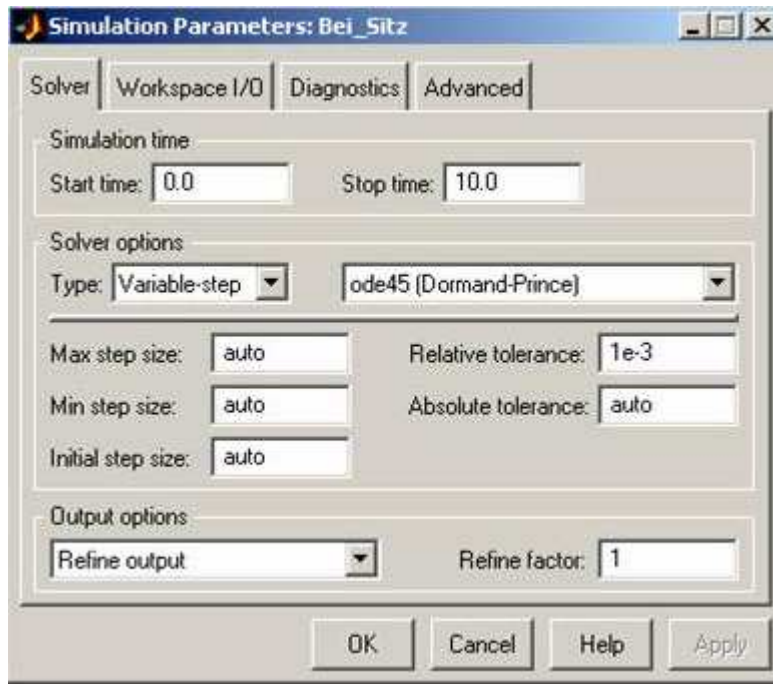 Simulation Parameters: Bei_Sitz
Solver Workspace I/O Diagnostics Advanced
Simulation time
Start time: 0.0 Stop time: 10.0
Solver options
Type: Variable-step ode45 (Dormand-Prince)
Max step size: auto Relative tolerance: 1e-3
Min step size: auto Absolute tolerance: auto
Initial step size: auto
Output options
Refine output Refine factor: 1
OK Cancel Help Apply